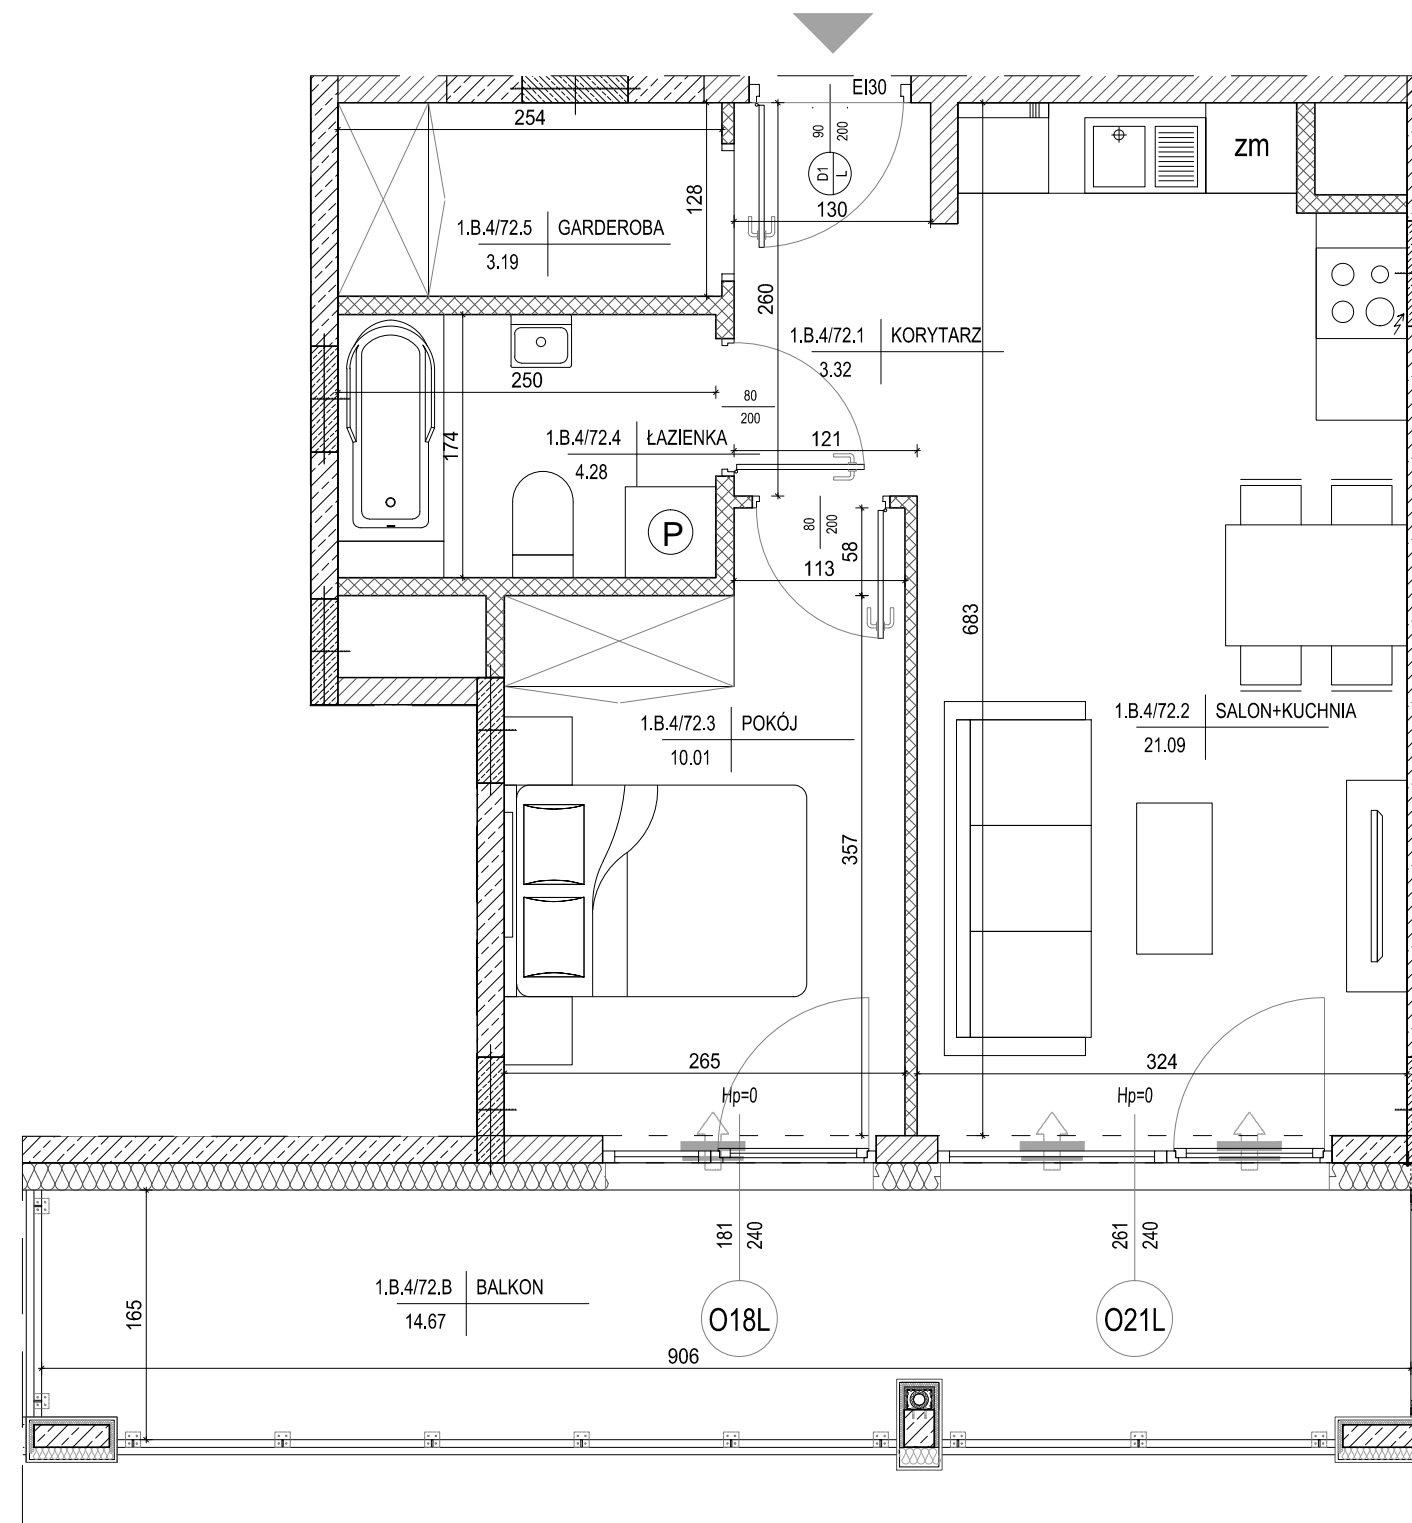 EI30
254
90
200
D1
L
zm
128
130
1.B.4/72.5 GARDEROBA
3.19
260
1.B.4/72.1 KORYTARZ
3.32
250
80
200
174
1.B.4/72.4 ŁAZIENKA
4.28
121
80
200
P
58
113
683
1.B.4/72.3 POKÓJ
10.01
1.B.4/72.2 SALON+KUCHNIA
21.09
357
265
324
Hp=0
Hp=0
181
240
261
240
1.B.4/72.B BALKON
14.67
165
O18L
O21L
906